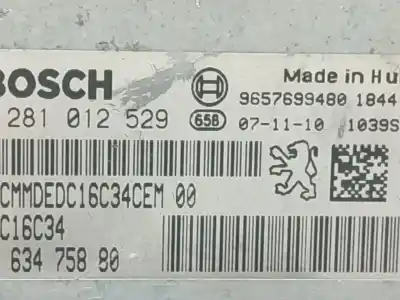 BOSCH
Made in Hu
9657699480 1844
281 012 529
658
07-11-10 1039S
CMMDEDC16C34CEM 00
C16C34
634 758 80